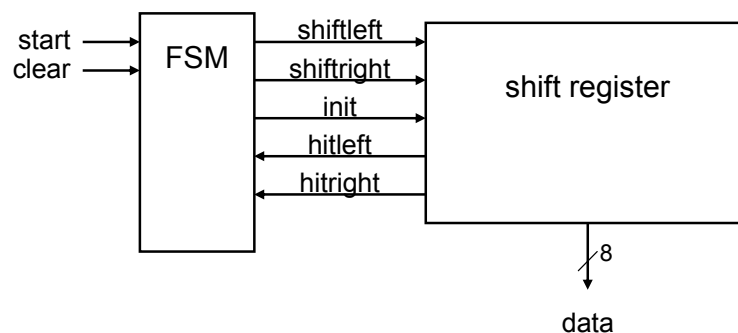 start
clear
FSM
shiftleft
shiftright
init
hitleft
hitright
shift register
8
data